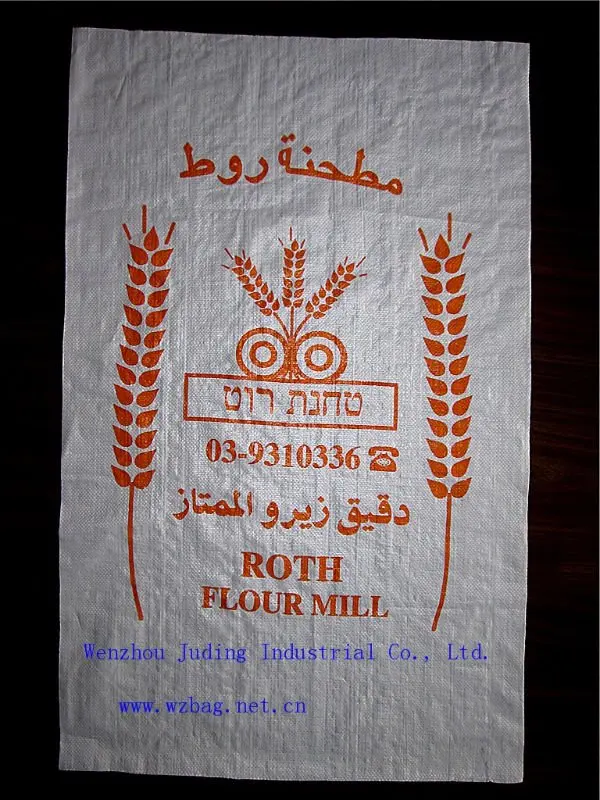 مطحنة روط
טחנת רוט
03-9310336 ☎
دقيق زيرو الممتاز
ROTH
FLOUR MILL
Wenzhou Juding Industrial Co., Ltd.
www.wzbag.net.cn